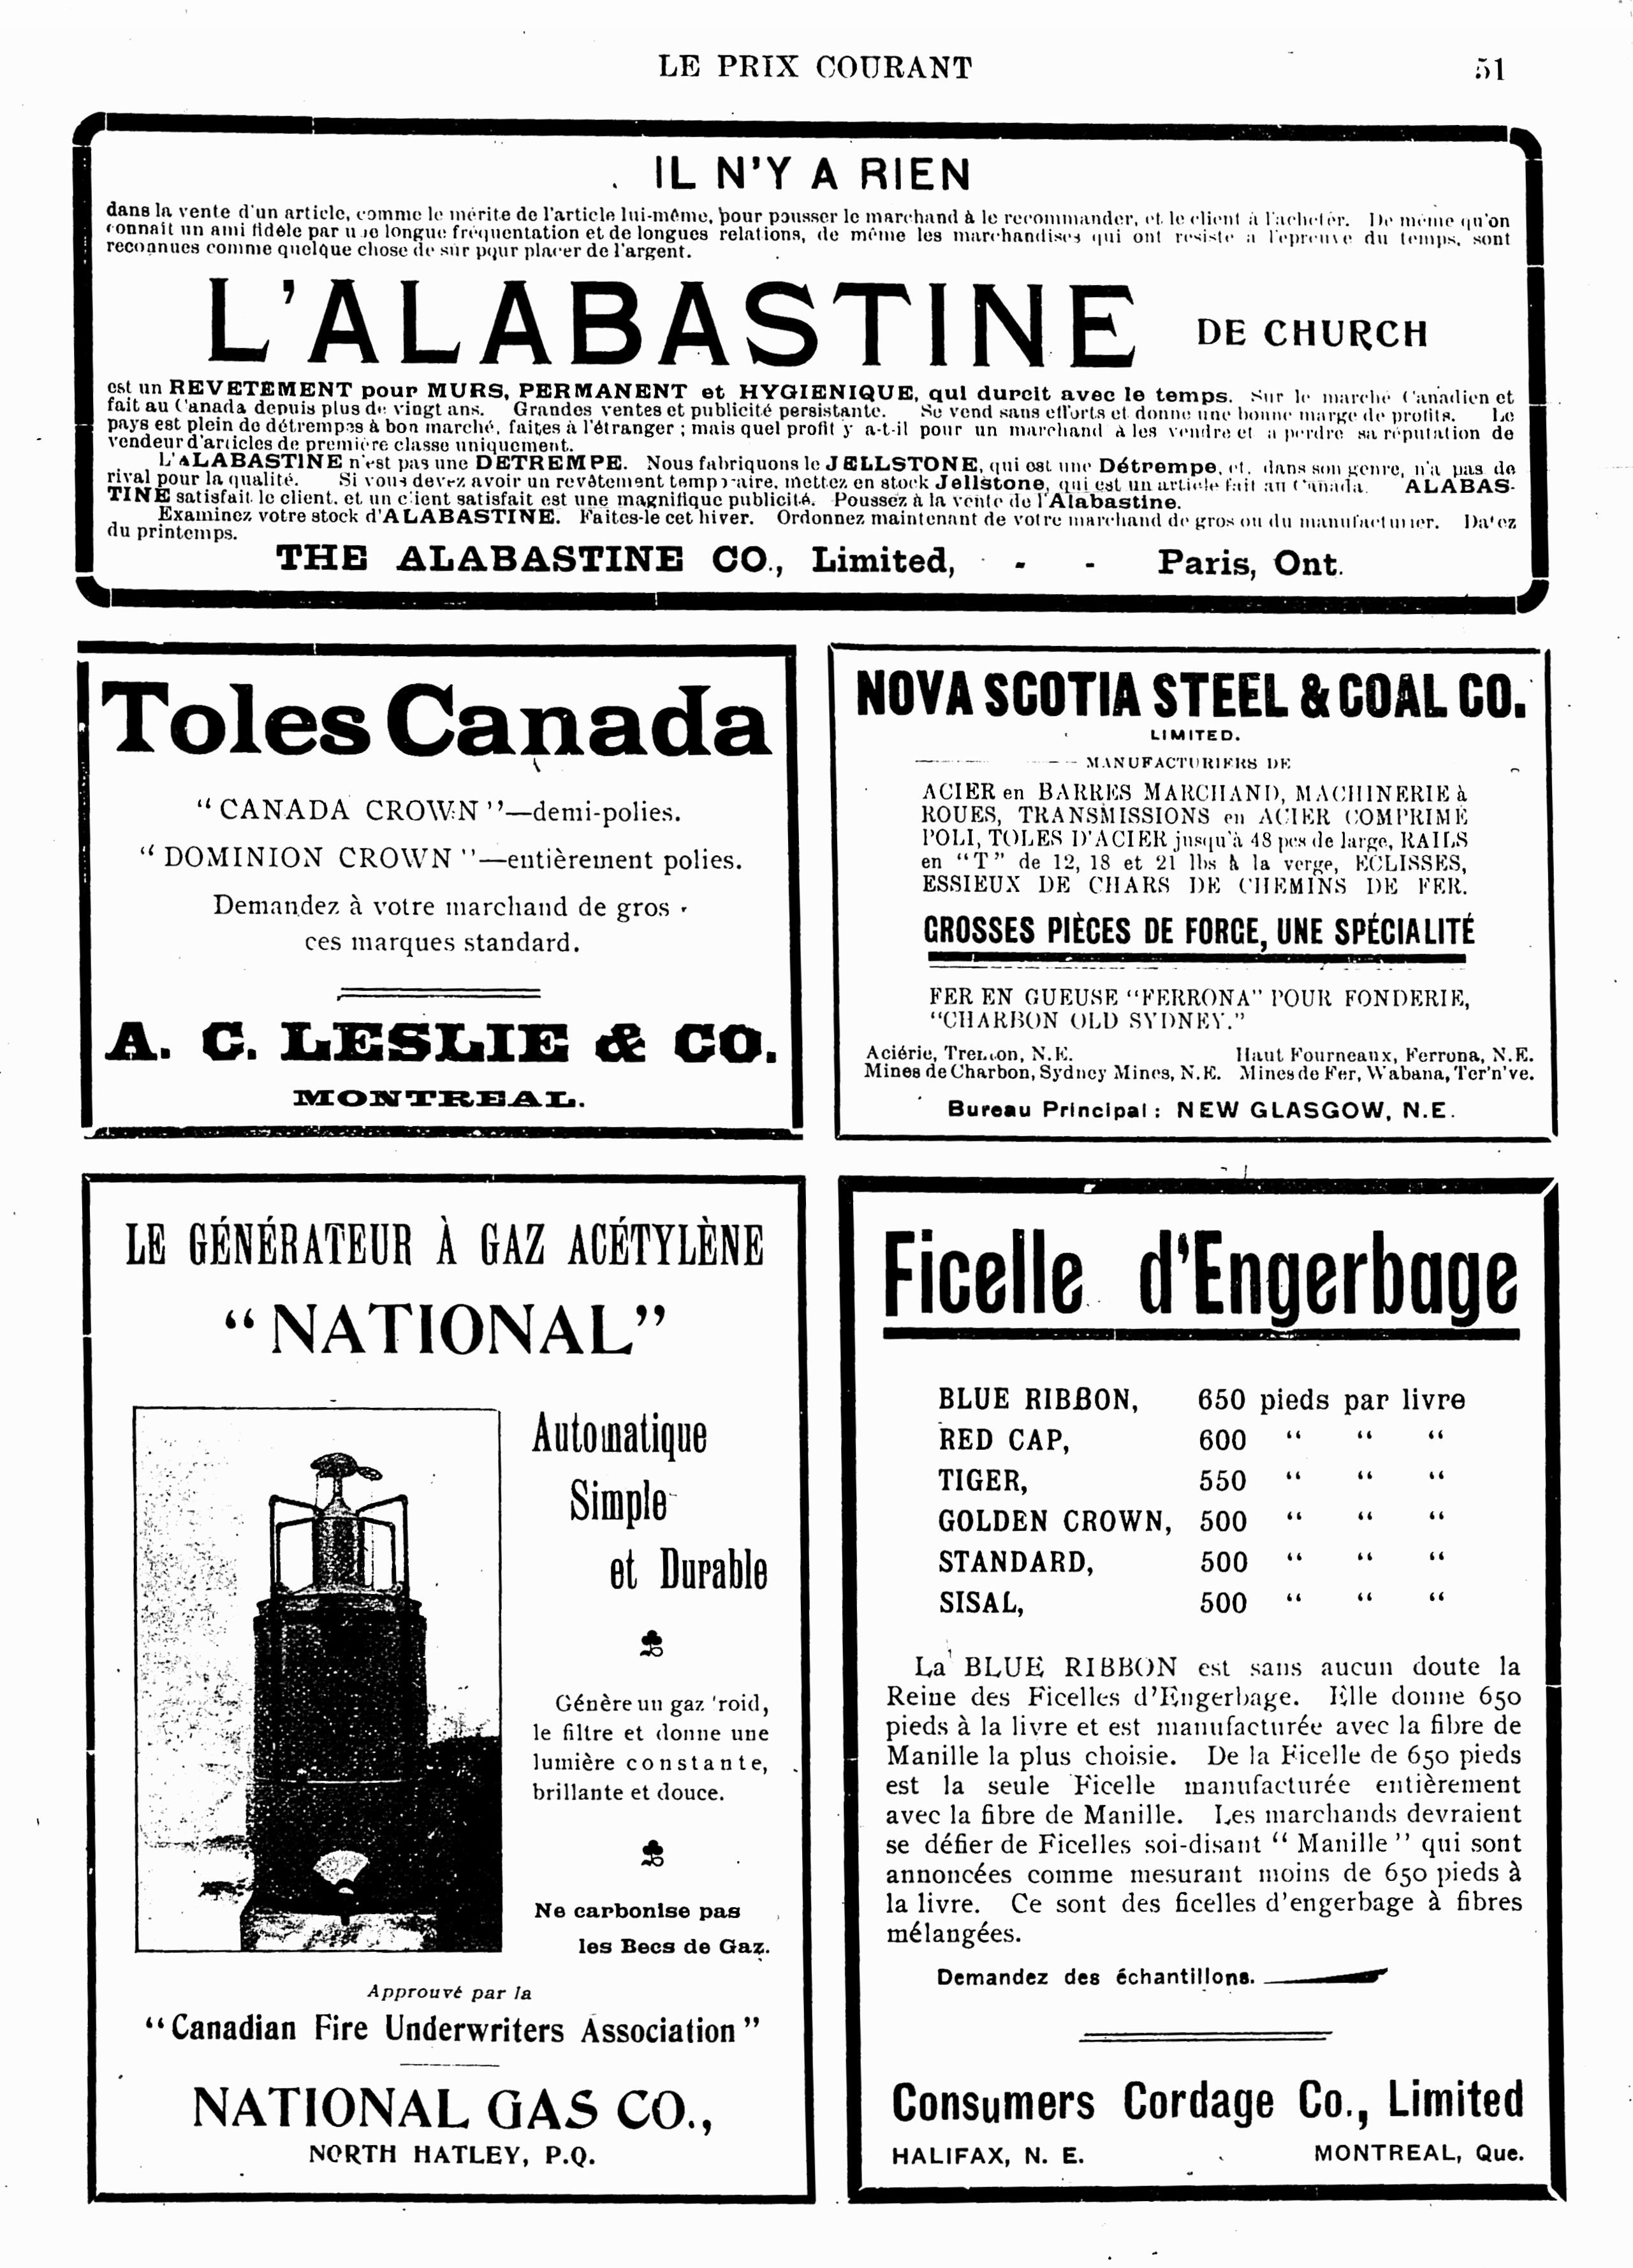 LE PRIX COURANT 51
IL N'Y A RIEN
dans la vente d'un article, comme le mérite de l'article lui-même, pour pousser le marchand à le recommander, et le client à l'acheter. De même qu'on
connaît un ami fidèle par u ne longue fréquentation et de longues relations, de même les marchandises qui ont resiste a l'epreuve du temps, sont
reconnues comme quelque chose de sûr pour placer de l'argent.
L'ALABASTINE DE CHURCH
est un REVETEMENT pour MURS, PERMANENT et HYGIENIQUE, qui durcit avec le temps. Sur le marché Canadien et
fait au Canada depuis plus de vingt ans. Grandes ventes et publicité persistante. Se vend sans efforts et donne une bonne marge de profits. Le
pays est plein de détrempes à bon marché, faites à l'étranger ; mais quel profit y a-t-il pour un marchand à les vendre et a perdre sa réputation de
vendeur d'articles de première classe uniquement.
L'ALABASTINE n'est pas une DETREMPE. Nous fabriquons le JELLSTONE, qui est une Détrempe, et, dans son genre, n'a pas de
rival pour la qualité. Si vous devez avoir un revêtement temporaire, mettez en stock Jellstone, qui est un article fait au Canada. ALABAS-
TINE satisfait le client, et un client satisfait est une magnifique publicité. Poussez à la vente de l'Alabastine.
Examinez votre stock d'ALABASTINE. Faites-le cet hiver. Ordonnez maintenant de votre marchand de gros ou du manufacturier. Datez
du printemps.
THE ALABASTINE CO., Limited, - - Paris, Ont.
Toles Canada
"CANADA CROWN"—demi-polies.
"DOMINION CROWN"—entièrement polies.
Demandez à votre marchand de gros
ces marques standard.
A. C. LESLIE & CO.
MONTREAL.
NOVA SCOTIA STEEL & COAL CO.
LIMITED.
MANUFACTURIERS DE
ACIER en BARRES MARCHAND, MACHINERIE à
ROUES, TRANSMISSIONS en ACIER COMPRIMÉ
POLI, TOLES D'ACIER jusqu'à 48 pcs de large, RAILS
en "T" de 12, 18 et 21 lbs à la verge, ECLISSES,
ESSIEUX DE CHARS DE CHEMINS DE FER.
GROSSES PIÈCES DE FORGE, UNE SPÉCIALITÉ
FER EN GUEUSE "FERRONA" POUR FONDERIE,
"CHARBON OLD SYDNEY."
Aciérie, Trenton, N.E. Haut Fourneaux, Ferrona, N.E.
Mines de Charbon, Sydney Mines, N.E. Mines de Fer, Wabana, Ter'n've.
Bureau Principal : NEW GLASGOW, N.E.
LE GÉNÉRATEUR À GAZ ACÉTYLÈNE
"NATIONAL"
Automatique
Simple
et Durable
Génère un gaz 'roid,
le filtre et donne une
lumière constante,
brillante et douce.
Ne carbonise pas
les Becs de Gaz.
Approuvé par la
"Canadian Fire Underwriters Association"
NATIONAL GAS CO.,
NORTH HATLEY, P.Q.
Ficelle d'Engerbage
BLUE RIBBON, 650 pieds par livre
RED CAP, 600 " " "
TIGER, 550 " " "
GOLDEN CROWN, 500 " " "
STANDARD, 500 " " "
SISAL, 500 " " "
La BLUE RIBBON est sans aucun doute la
Reine des Ficelles d'Engerbage. Elle donne 650
pieds à la livre et est manufacturée avec la fibre de
Manille la plus choisie. De la Ficelle de 650 pieds
est la seule Ficelle manufacturée entièrement
avec la fibre de Manille. Les marchands devraient
se défier de Ficelles soi-disant "Manille" qui sont
annoncées comme mesurant moins de 650 pieds à
la livre. Ce sont des ficelles d'engerbage à fibres
mélangées.
Demandez des échantillons.
Consumers Cordage Co., Limited
HALIFAX, N. E. MONTREAL, Que.